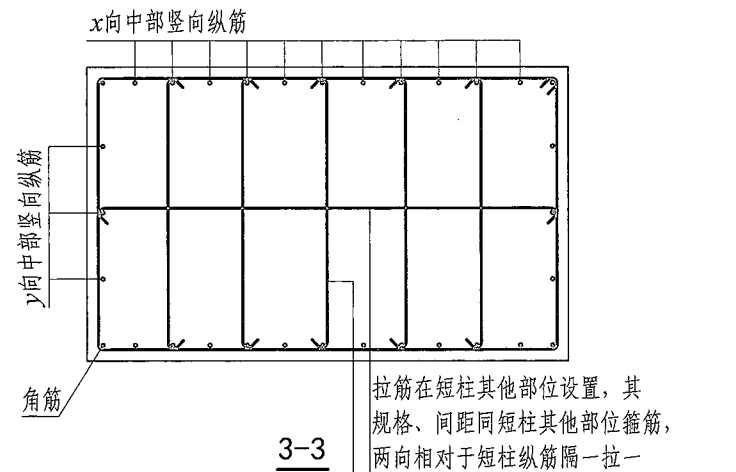 x向中部竖向纵筋
y向中部竖向纵筋
角筋
3-3
拉筋在短柱其他部位设置，其
规格、间距同短柱其他部位箍筋，
两向相对于短柱纵筋隔一拉一